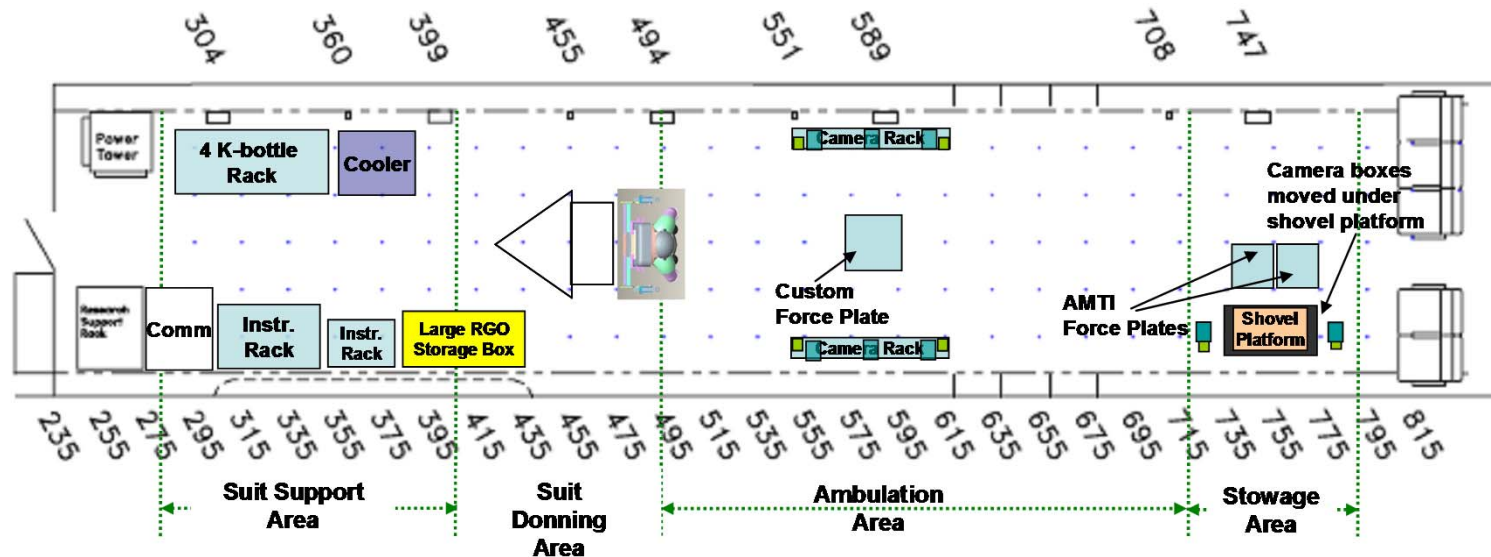 304
360
399
455
494
551
589
708
747
Power
Tower
4 K-bottle
Rack
Cooler
Camera Rack
Camera boxes
moved under
shovel platform
Custom
Force Plate
AMTI
Force Plates
Research
Support
Rack
Comm
Instr.
Rack
Instr.
Rack
Large RGO
Storage Box
Camera Rack
Shovel
Platform
235
255
275
295
315
335
355
375
395
415
435
455
475
495
515
535
555
575
595
615
635
655
675
695
715
735
755
775
795
815
Suit Support
Area
Suit
Donning
Area
Ambulation
Area
Stowage
Area